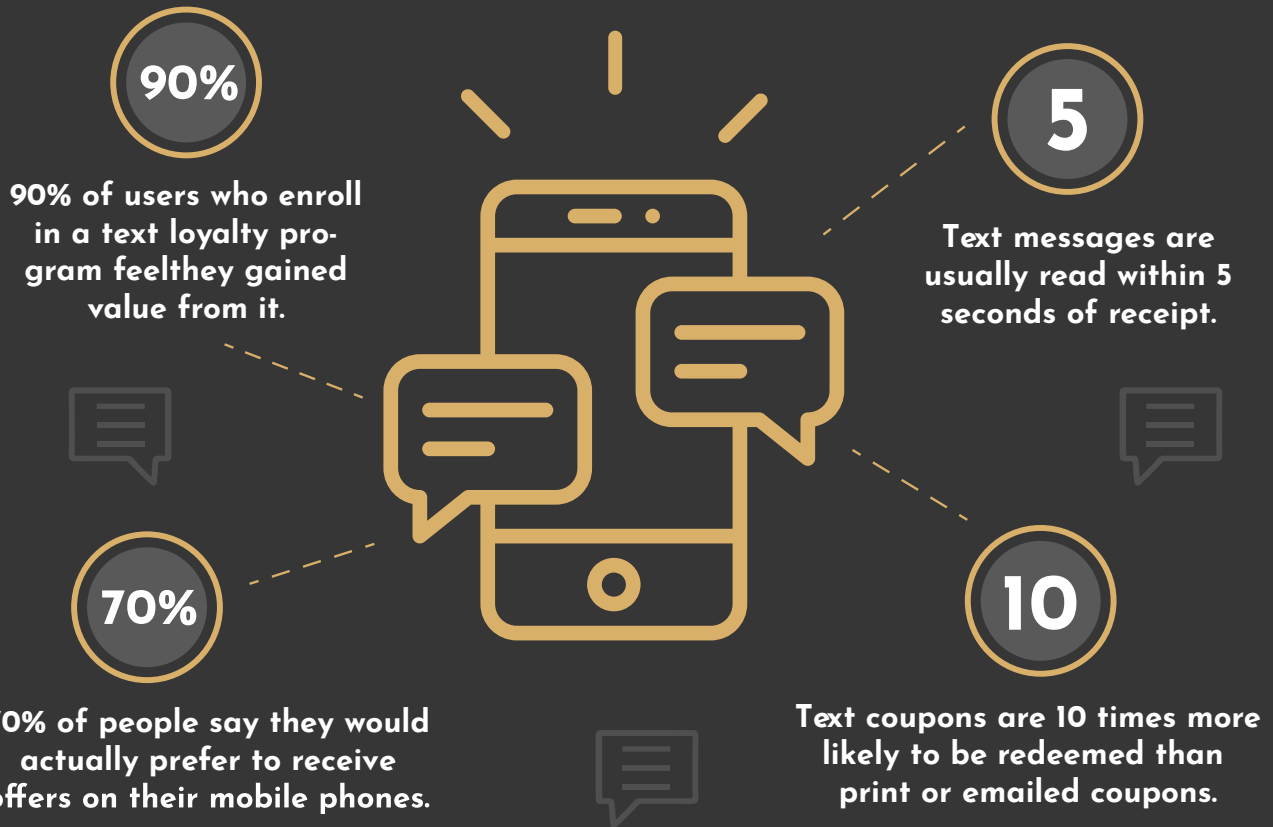 90%
90% of users who enroll
in a text loyalty pro-
gram feelthey gained
value from it.
5
Text messages are
usually read within 5
seconds of receipt.
70%
70% of people say they would
actually prefer to receive
offers on their mobile phones.
10
Text coupons are 10 times more
likely to be redeemed than
print or emailed coupons.